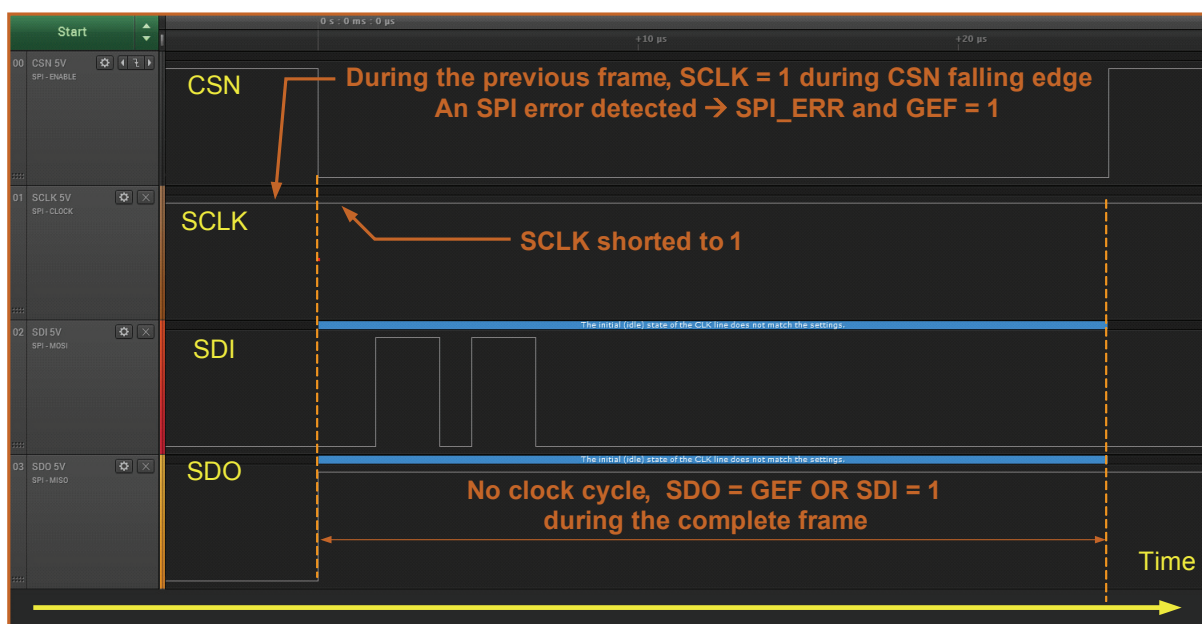 Start
0 s : 0 ms : 0 µs
+10 µs
+20 µs
00 CSN 5V
SPI - ENABLE
CSN
During the previous frame, SCLK = 1 during CSN falling edge
An SPI error detected → SPI_ERR and GEF = 1
01 SCLK 5V
SPI - CLOCK
SCLK
SCLK shorted to 1
02 SDI 5V
SPI - MOSI
The initial (idle) state of the CLK line does not match the settings.
SDI
03 SDO 5V
SPI - MISO
The initial (idle) state of the CLK line does not match the settings.
SDO
No clock cycle, SDO = GEF OR SDI = 1
during the complete frame
Time